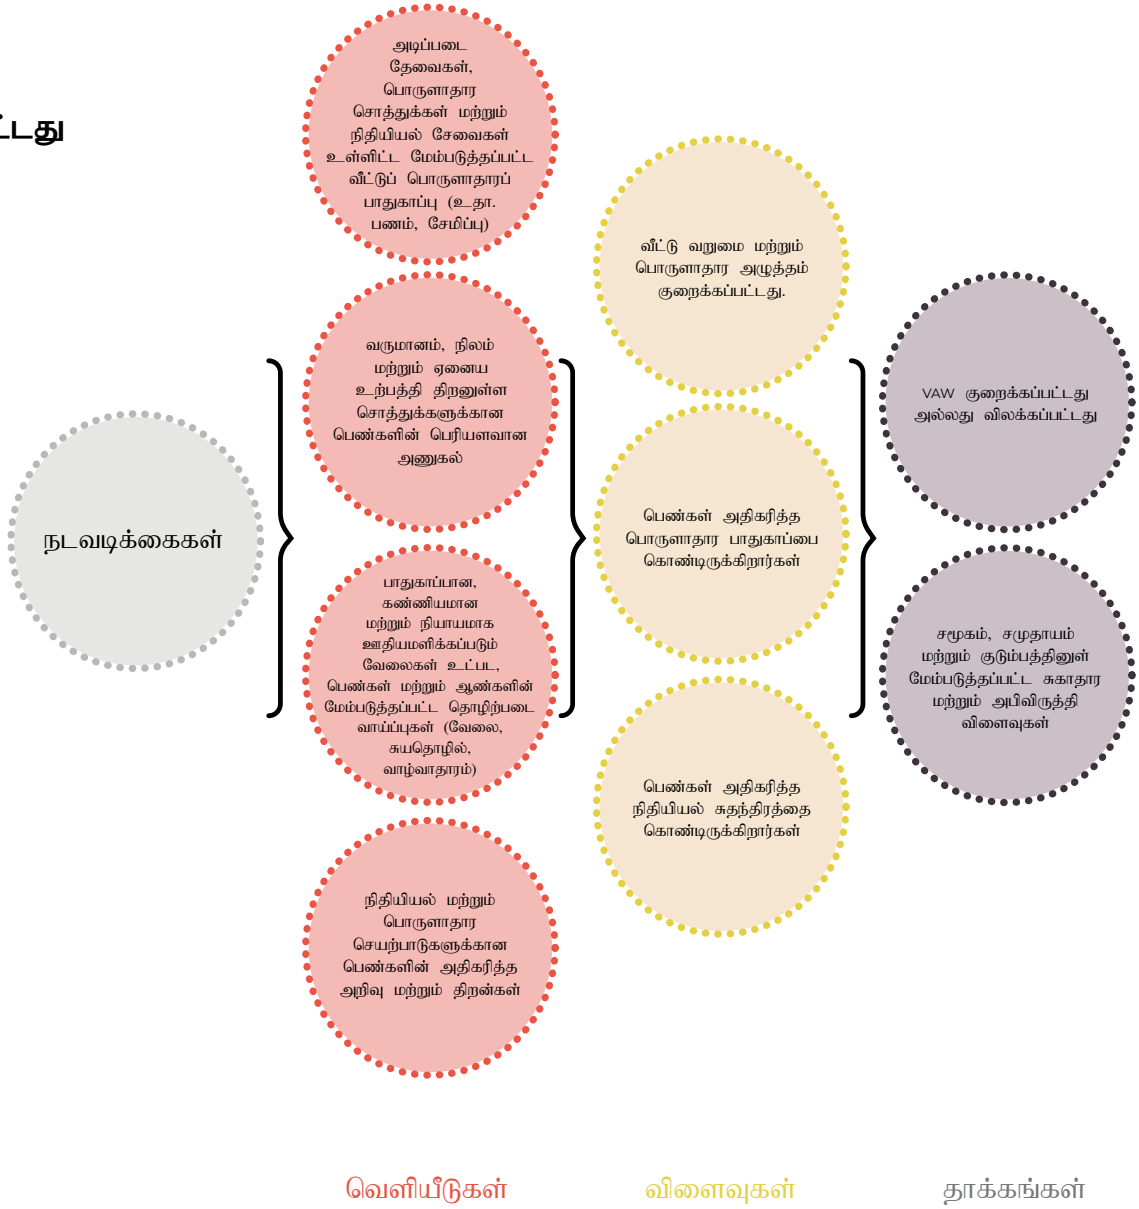 அடிப்படை
தேவைகள்,
பொருளாதார
சொத்துக்கள் மற்றும்
நிதியியல் சேவைகள்
உள்ளிட்ட மேம்படுத்தப்பட்ட
வீட்டுப் பொருளாதாரப்
பாதுகாப்பு (உதா.
பணம், சேமிப்பு)
வருமானம், நிலம்
மற்றும் ஏனைய
உற்பத்தி திறனுள்ள
சொத்துக்களுக்கான
பெண்களின் பெரியளவான
அணுகல்
நடவடிக்கைகள்
பாதுகாப்பான,
கண்ணியமான
மற்றும் நியாயமாக
ஊதியமளிக்கப்படும்
வேலைகள் உட்பட,
பெண்கள் மற்றும் ஆண்களின்
மேம்படுத்தப்பட்ட தொழிற்படை
வாய்ப்புகள் (வேலை,
சுயதொழில்,
வாழ்வாதாரம்)
நிதியியல் மற்றும்
பொருளாதார
செயற்பாடுகளுக்கான
பெண்களின் அதிகரித்த
அறிவு மற்றும் திறன்கள்
வீட்டு வறுமை மற்றும்
பொருளாதார அழுத்தம்
குறைக்கப்பட்டது.
பெண்கள் அதிகரித்த
பொருளாதார பாதுகாப்பை
கொண்டிருக்கிறார்கள்
பெண்கள் அதிகரித்த
நிதியியல் சுதந்திரத்தை
கொண்டிருக்கிறார்கள்
VAW குறைக்கப்பட்டது
அல்லது விலக்கப்பட்டது
சமூகம், சமுதாயம்
மற்றும் குடும்பத்தினுள்
மேம்படுத்தப்பட்ட சுகாதார
மற்றும் அபிவிருத்தி
விளைவுகள்
வெளியீடுகள்
விளைவுகள்
தாக்கங்கள்